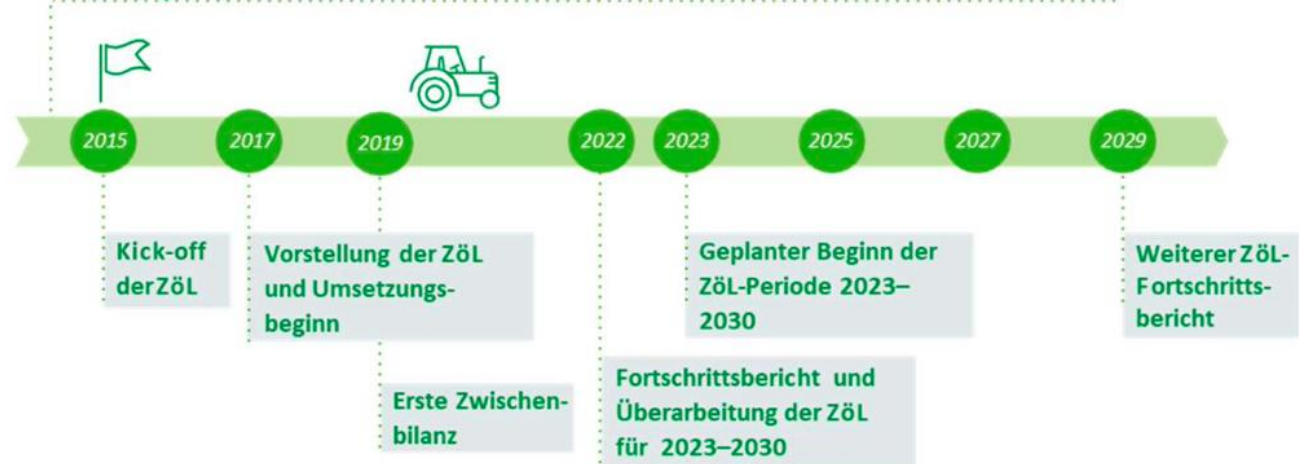 2015
2017
2019
2022
2023
2025
2027
2029
Kick-off
der ZöL
Vorstellung der ZöL
und Umsetzungs-
beginn
Erste Zwischen-
bilanz
Fortschrittsbericht und
Überarbeitung der ZöL
für 2023–2030
Geplanter Beginn der
ZöL-Periode 2023–
2030
Weiterer ZöL-
Fortschritts-
bericht